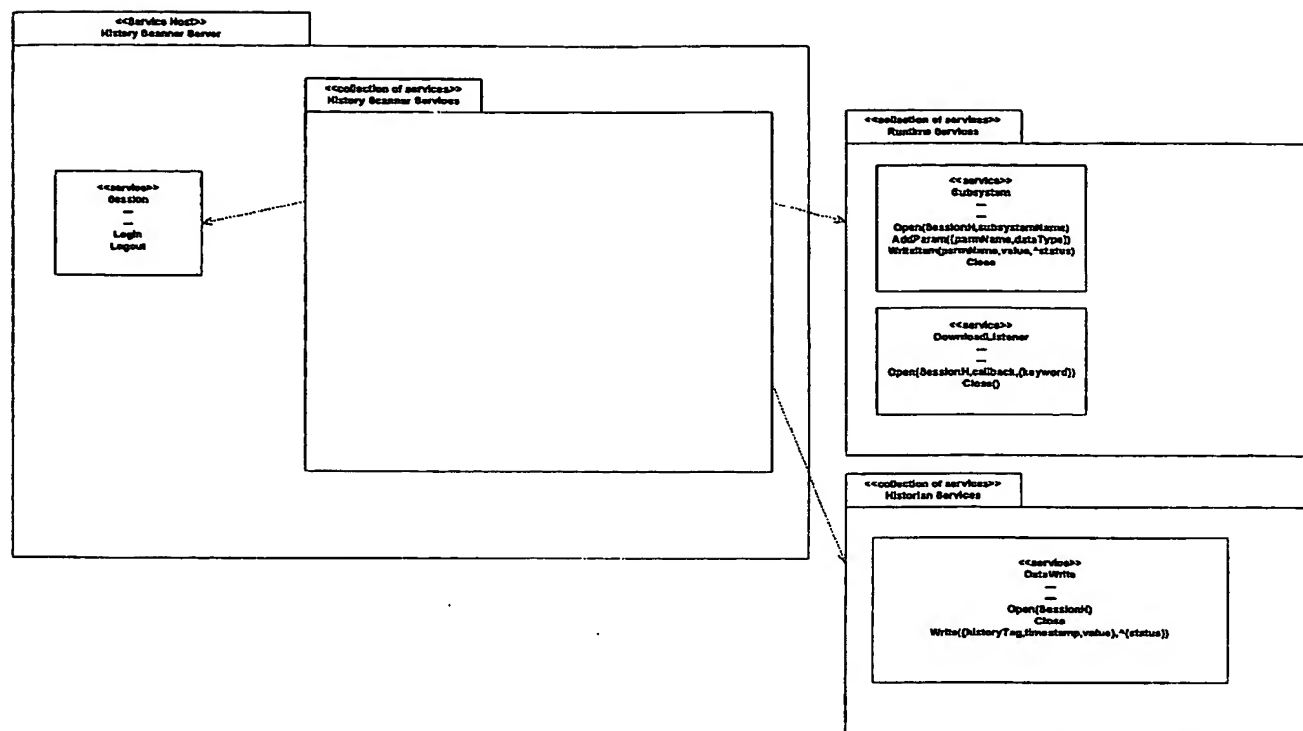 <<Service Host>>
History Scanner Server
<<collection of services>>
History Scanner Services
<<service>>
Session
—
—
Login
Logout
<<collection of services>>
Runtime Services
<<service>>
Subsystem
—
—
Open(SessionH,subsystemName)
AddParam({parmName,dataType})
WriteItem(parmName,value,^status)
Close
<<service>>
DownloadListener
—
—
Open(SessionH,callback,{keyword})
Close()
<<collection of services>>
Historian Services
<<service>>
DataWrite
—
—
Open(SessionH)
Close
Write({historyTag,timestamp,value},^{status})